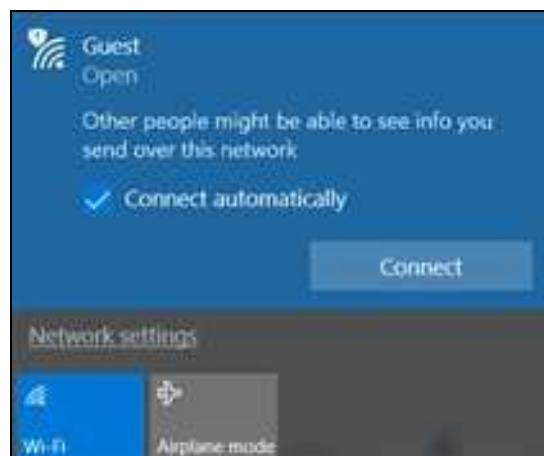 Guest
Open
Other people might be able to see info you
send over this network
Connect automatically
Connect
Network settings
Wi-Fi
Airplane mode